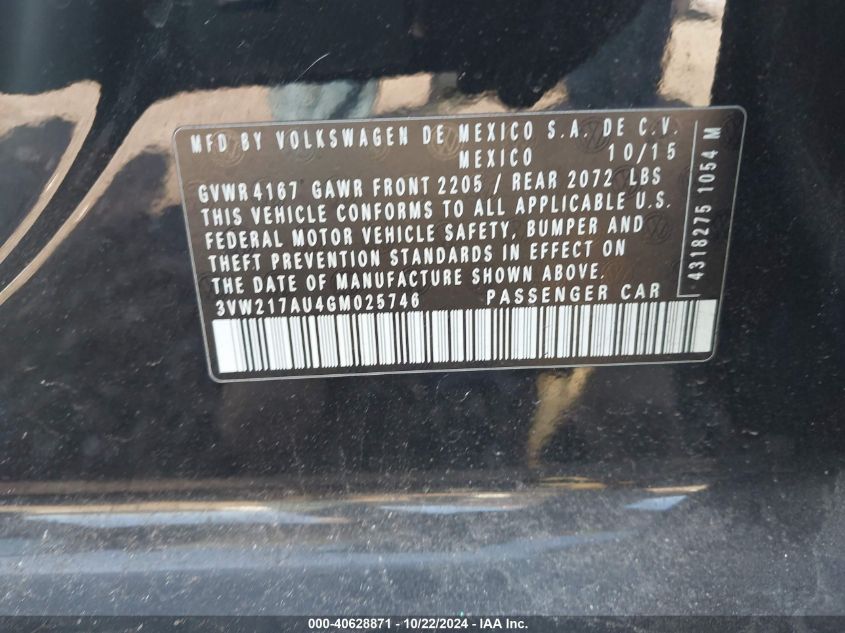 MFD BY VOLKSWAGEN DE MEXICO S.A. DE C.V.
MEXICO 10/15
GVWR 4167 GAWR FRONT 2205 / REAR 2072 LBS
THIS VEHICLE CONFORMS TO ALL APPLICABLE U.S.
FEDERAL MOTOR VEHICLE SAFETY, BUMPER AND
THEFT PREVENTION STANDARDS IN EFFECT ON
THE DATE OF MANUFACTURE SHOWN ABOVE.
3VW217AU4GM025746 PASSENGER CAR
4318275 1054 M
000-40628871 - 10/22/2024 - IAA Inc.